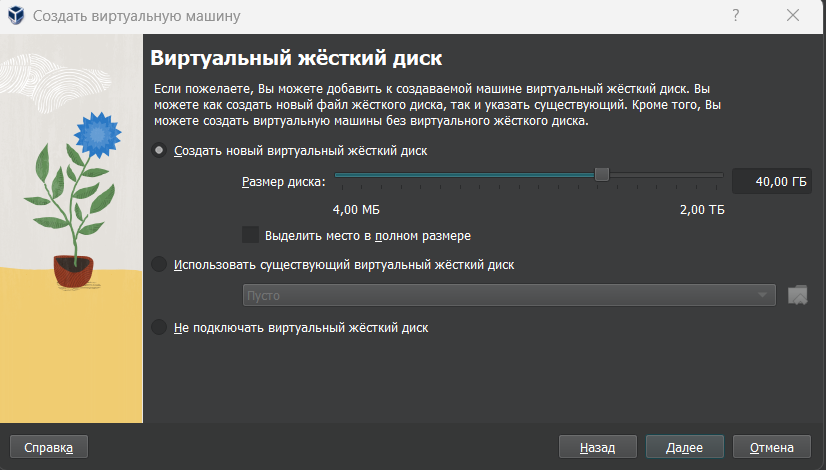 Создать виртуальную машину
?
Виртуальный жёсткий диск
Если пожелаете, Вы можете добавить к создаваемой машине виртуальный жёсткий диск. Вы
можете как создать новый файл жёсткого диска, так и указать существующий. Кроме того, Вы
можете создать виртуальную машины без виртуального жёсткого диска.
Создать новый виртуальный жёсткий диск
Размер диска:
40,00 ГБ
4,00 МБ
2,00 ТБ
Выделить место в полном размере
Использовать существующий виртуальный жёсткий диск
Пусто
Не подключать виртуальный жёсткий диск
Справка
Назад
Далее
Отмена